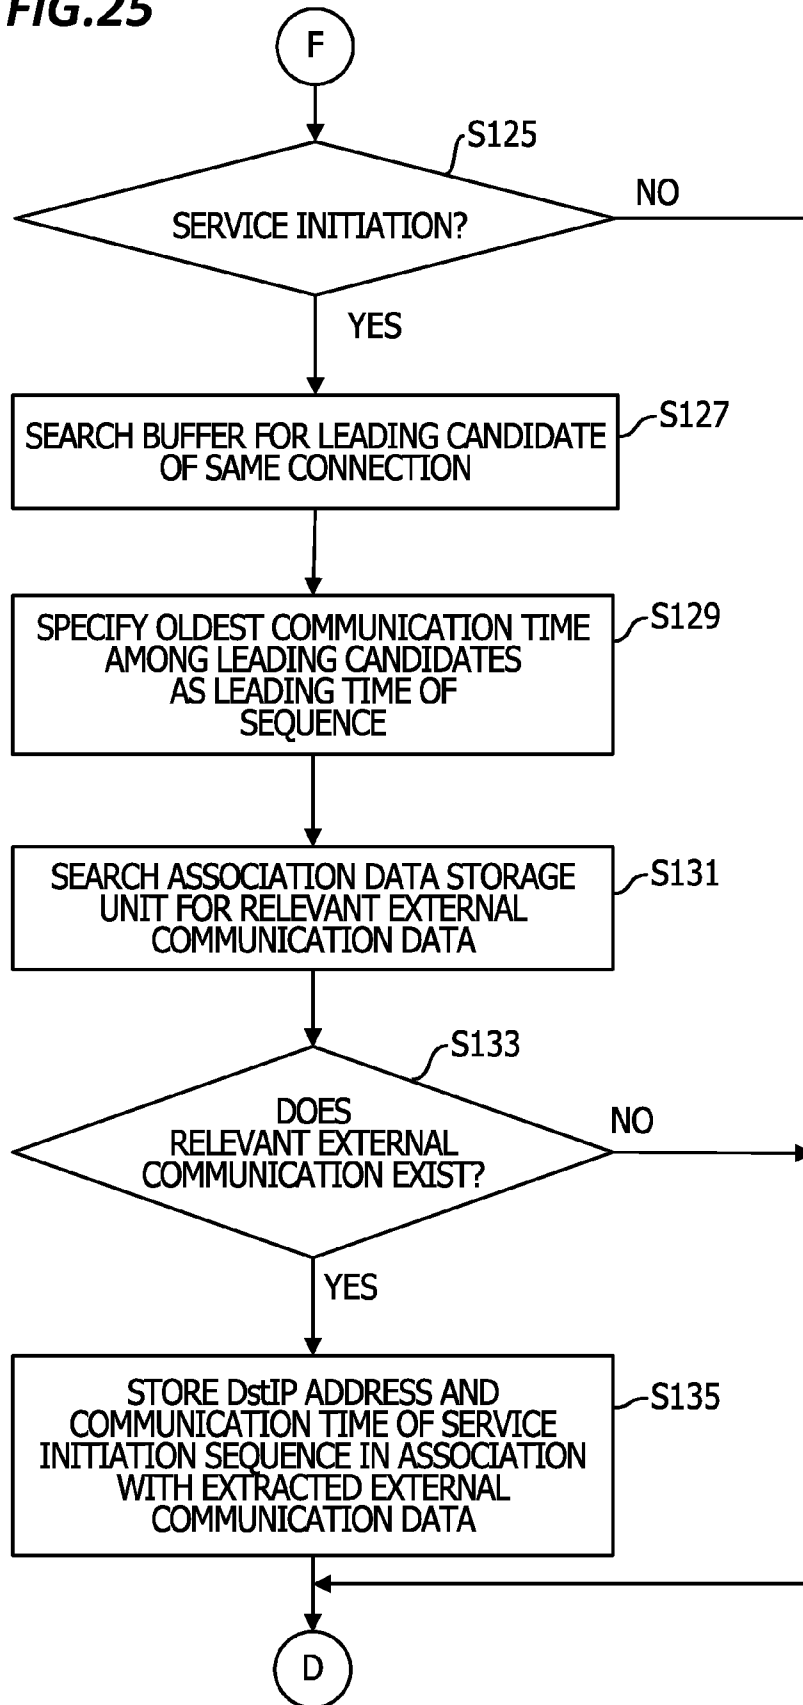 FIG.25
F
S125
SERVICE INITIATION?
NO
YES
S127
SEARCH BUFFER FOR LEADING CANDIDATE
OF SAME CONNECTION
S129
SPECIFY OLDEST COMMUNICATION TIME
AMONG LEADING CANDIDATES
AS LEADING TIME OF
SEQUENCE
S131
SEARCH ASSOCIATION DATA STORAGE
UNIT FOR RELEVANT EXTERNAL
COMMUNICATION DATA
S133
DOES
RELEVANT EXTERNAL
COMMUNICATION EXIST?
NO
YES
S135
STORE DstIP ADDRESS AND
COMMUNICATION TIME OF SERVICE
INITIATION SEQUENCE IN ASSOCIATION
WITH EXTRACTED EXTERNAL
COMMUNICATION DATA
D